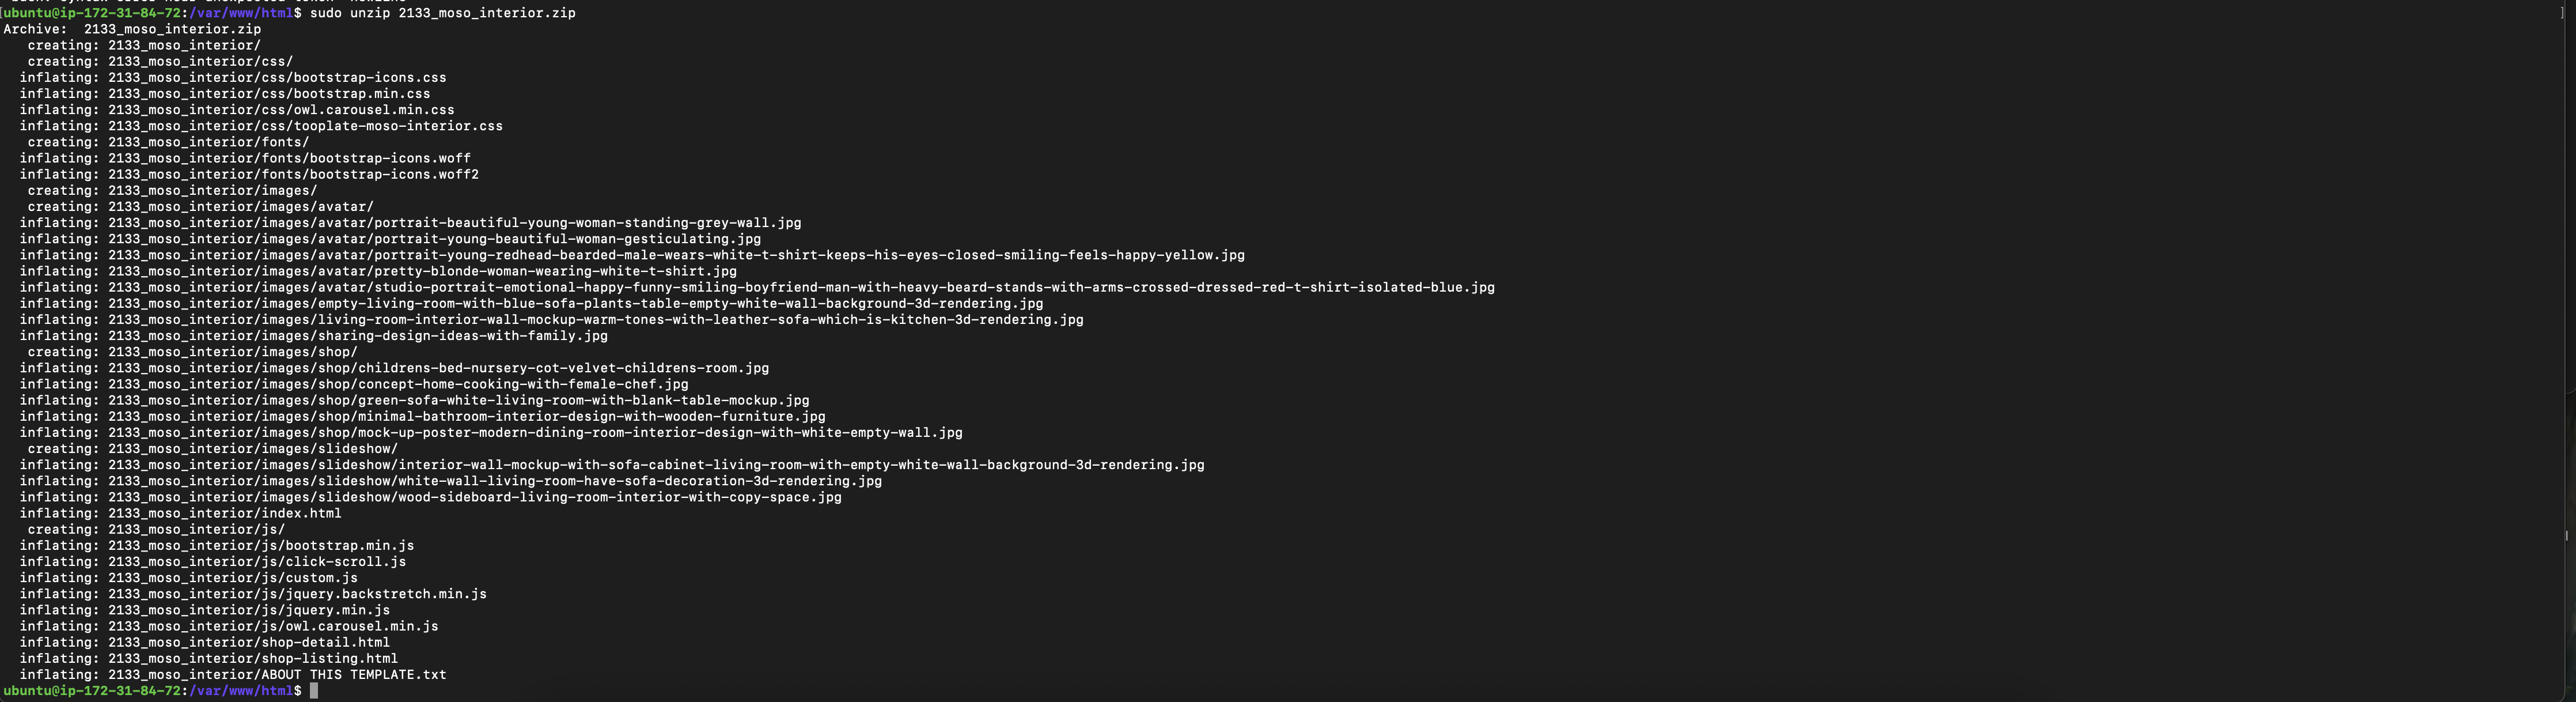 [ubuntu@ip-172-31-84-72:/var/www/html$ sudo unzip 2133_moso_interior.zip ]
Archive:  2133_moso_interior.zip
   creating: 2133_moso_interior/
   creating: 2133_moso_interior/css/
  inflating: 2133_moso_interior/css/bootstrap-icons.css
  inflating: 2133_moso_interior/css/bootstrap.min.css
  inflating: 2133_moso_interior/css/owl.carousel.min.css
  inflating: 2133_moso_interior/css/tooplate-moso-interior.css
   creating: 2133_moso_interior/fonts/
  inflating: 2133_moso_interior/fonts/bootstrap-icons.woff
  inflating: 2133_moso_interior/fonts/bootstrap-icons.woff2
   creating: 2133_moso_interior/images/
   creating: 2133_moso_interior/images/avatar/
  inflating: 2133_moso_interior/images/avatar/portrait-beautiful-young-woman-standing-grey-wall.jpg
  inflating: 2133_moso_interior/images/avatar/portrait-young-beautiful-woman-gesticulating.jpg
  inflating: 2133_moso_interior/images/avatar/portrait-young-redhead-bearded-male-wears-white-t-shirt-keeps-his-eyes-closed-smiling-feels-happy-yellow.jpg
  inflating: 2133_moso_interior/images/avatar/pretty-blonde-woman-wearing-white-t-shirt.jpg
  inflating: 2133_moso_interior/images/avatar/studio-portrait-emotional-happy-funny-smiling-boyfriend-man-with-heavy-beard-stands-with-arms-crossed-dressed-red-t-shirt-isolated-blue.jpg
  inflating: 2133_moso_interior/images/empty-living-room-with-blue-sofa-plants-table-empty-white-wall-background-3d-rendering.jpg
  inflating: 2133_moso_interior/images/living-room-interior-wall-mockup-warm-tones-with-leather-sofa-which-is-kitchen-3d-rendering.jpg
  inflating: 2133_moso_interior/images/sharing-design-ideas-with-family.jpg
   creating: 2133_moso_interior/images/shop/
  inflating: 2133_moso_interior/images/shop/childrens-bed-nursery-cot-velvet-childrens-room.jpg
  inflating: 2133_moso_interior/images/shop/concept-home-cooking-with-female-chef.jpg
  inflating: 2133_moso_interior/images/shop/green-sofa-white-living-room-with-blank-table-mockup.jpg
  inflating: 2133_moso_interior/images/shop/minimal-bathroom-interior-design-with-wooden-furniture.jpg
  inflating: 2133_moso_interior/images/shop/mock-up-poster-modern-dining-room-interior-design-with-white-empty-wall.jpg
   creating: 2133_moso_interior/images/slideshow/
  inflating: 2133_moso_interior/images/slideshow/interior-wall-mockup-with-sofa-cabinet-living-room-with-empty-white-wall-background-3d-rendering.jpg
  inflating: 2133_moso_interior/images/slideshow/white-wall-living-room-have-sofa-decoration-3d-rendering.jpg
  inflating: 2133_moso_interior/images/slideshow/wood-sideboard-living-room-interior-with-copy-space.jpg
  inflating: 2133_moso_interior/index.html
   creating: 2133_moso_interior/js/
  inflating: 2133_moso_interior/js/bootstrap.min.js
  inflating: 2133_moso_interior/js/click-scroll.js
  inflating: 2133_moso_interior/js/custom.js
  inflating: 2133_moso_interior/js/jquery.backstretch.min.js
  inflating: 2133_moso_interior/js/jquery.min.js
  inflating: 2133_moso_interior/js/owl.carousel.min.js
  inflating: 2133_moso_interior/shop-detail.html
  inflating: 2133_moso_interior/shop-listing.html
  inflating: 2133_moso_interior/ABOUT THIS TEMPLATE.txt
ubuntu@ip-172-31-84-72:/var/www/html$